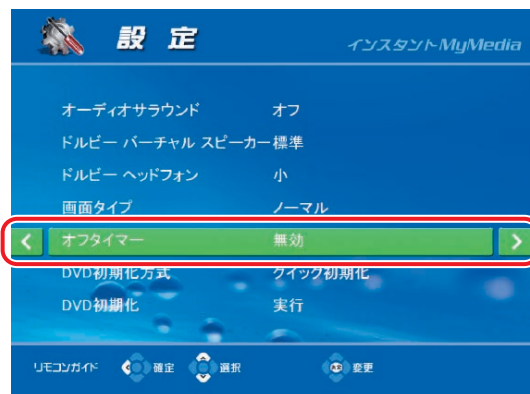 設定
インスタントMyMedia
オーディオサラウンド オフ
ドルビー バーチャル スピーカー 標準
ドルビー ヘッドフォン 小
画面タイプ ノーマル
オフタイマー 無効
DVD初期化方式 クイック初期化
DVD初期化 実行
リモコンガイド 確定 選択 変更